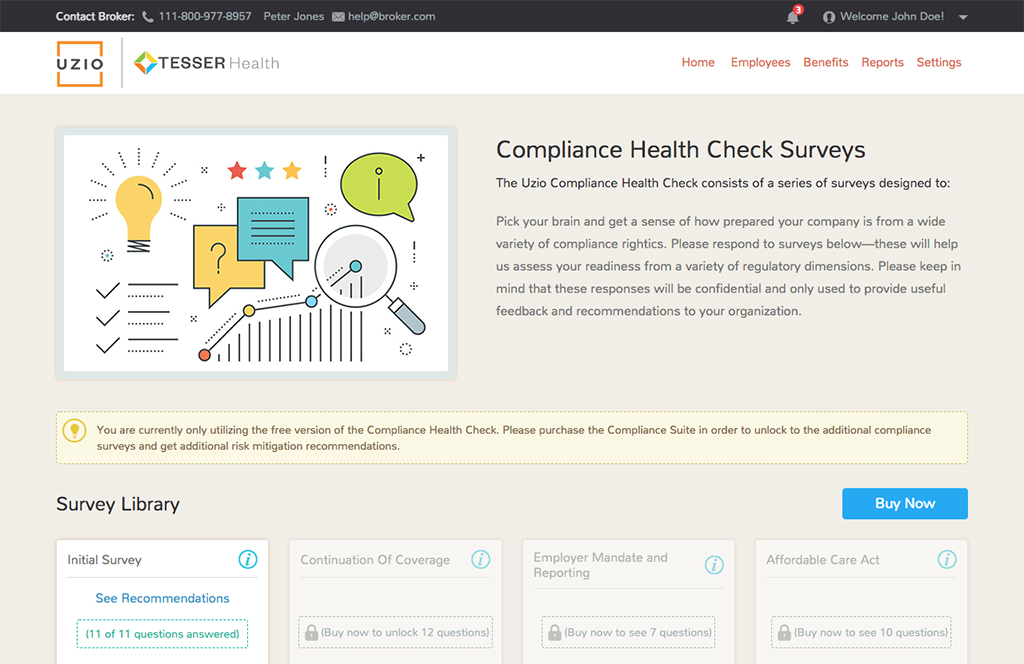 Contact Broker: 111-800-977-8957 Peter Jones help@broker.com 3 Welcome John Doe!
UZIO TESSER Health Home Employees Benefits Reports Settings
Compliance Health Check Surveys
The Uzio Compliance Health Check consists of a series of surveys designed to:
Pick your brain and get a sense of how prepared your company is from a wide
variety of compliance rightics. Please respond to surveys below—these will help
us assess your readiness from a variety of regulatory dimensions. Please keep in
mind that these responses will be confidential and only used to provide useful
feedback and recommendations to your organization.
You are currently only utilizing the free version of the Compliance Health Check. Please purchase the Compliance Suite in order to unlock to the additional compliance
surveys and get additional risk mitigation recommendations.
Survey Library
Buy Now
Initial Survey
See Recommendations
(11 of 11 questions answered)
Continuation Of Coverage
(Buy now to unlock 12 questions)
Employer Mandate and
Reporting
(Buy now to see 7 questions)
Affordable Care Act
(Buy now to see 10 questions)